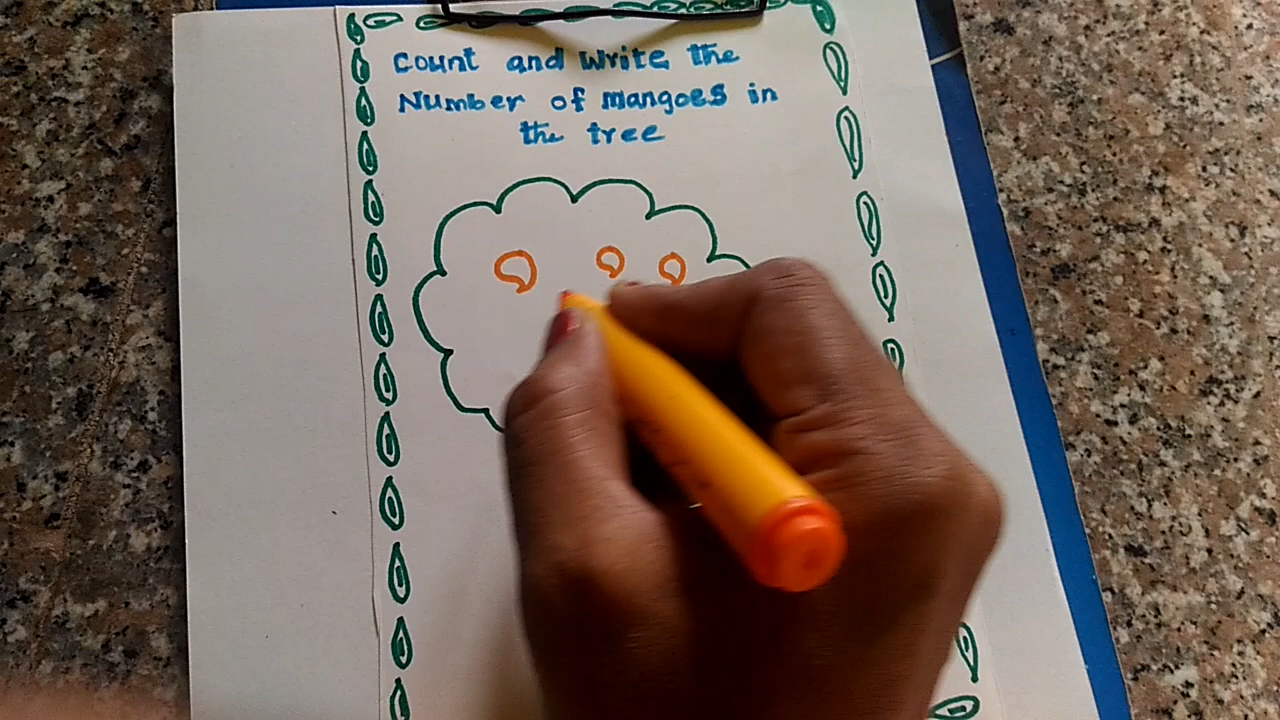 Count and Write the
Number of mangoes in
the tree